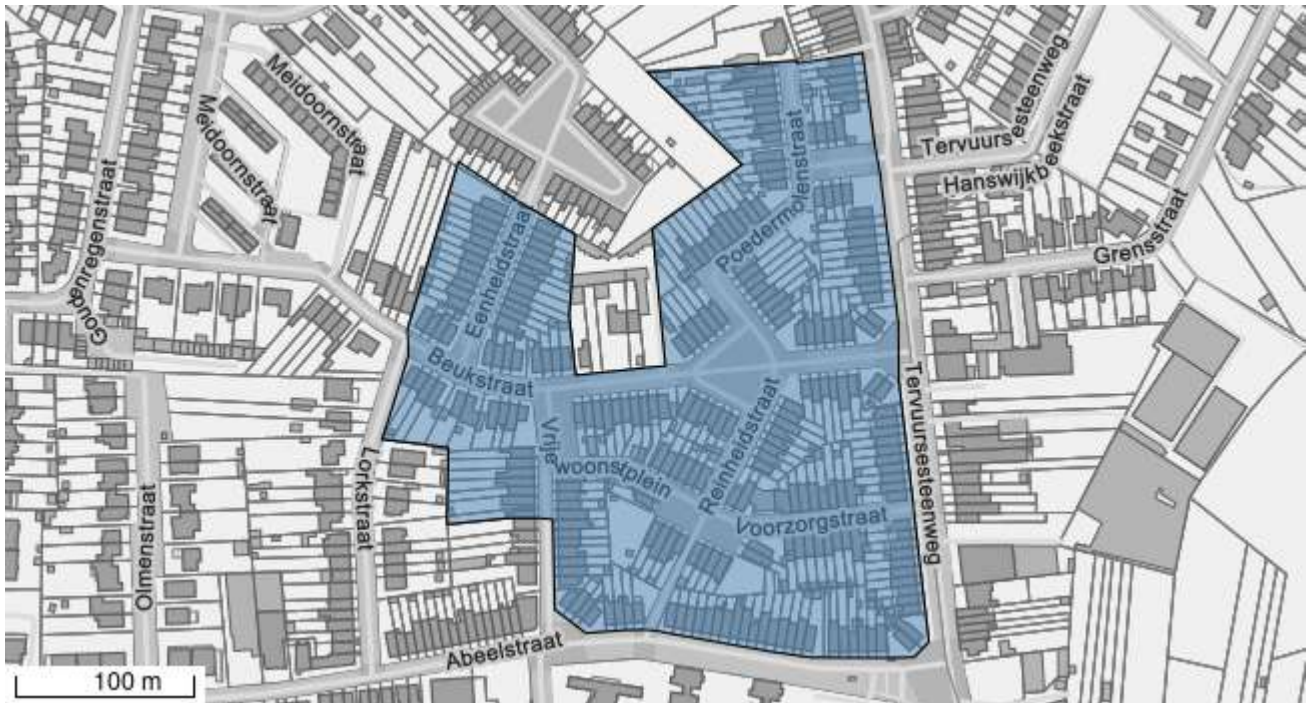 Meidoornstraat
Meidoornstraat
Goudenregenstraat
Eenheidstraat
Poedermolenstraat
Tervuursesteenweg
Hanswijkbeekstraat
Grensstraat
Beukstraat
Vrije
woonstplein
Reinheidstraat
Voorzorgstraat
Tervuursesteenweg
Lorkstraat
Olmenstraat
Abeelstraat
100 m